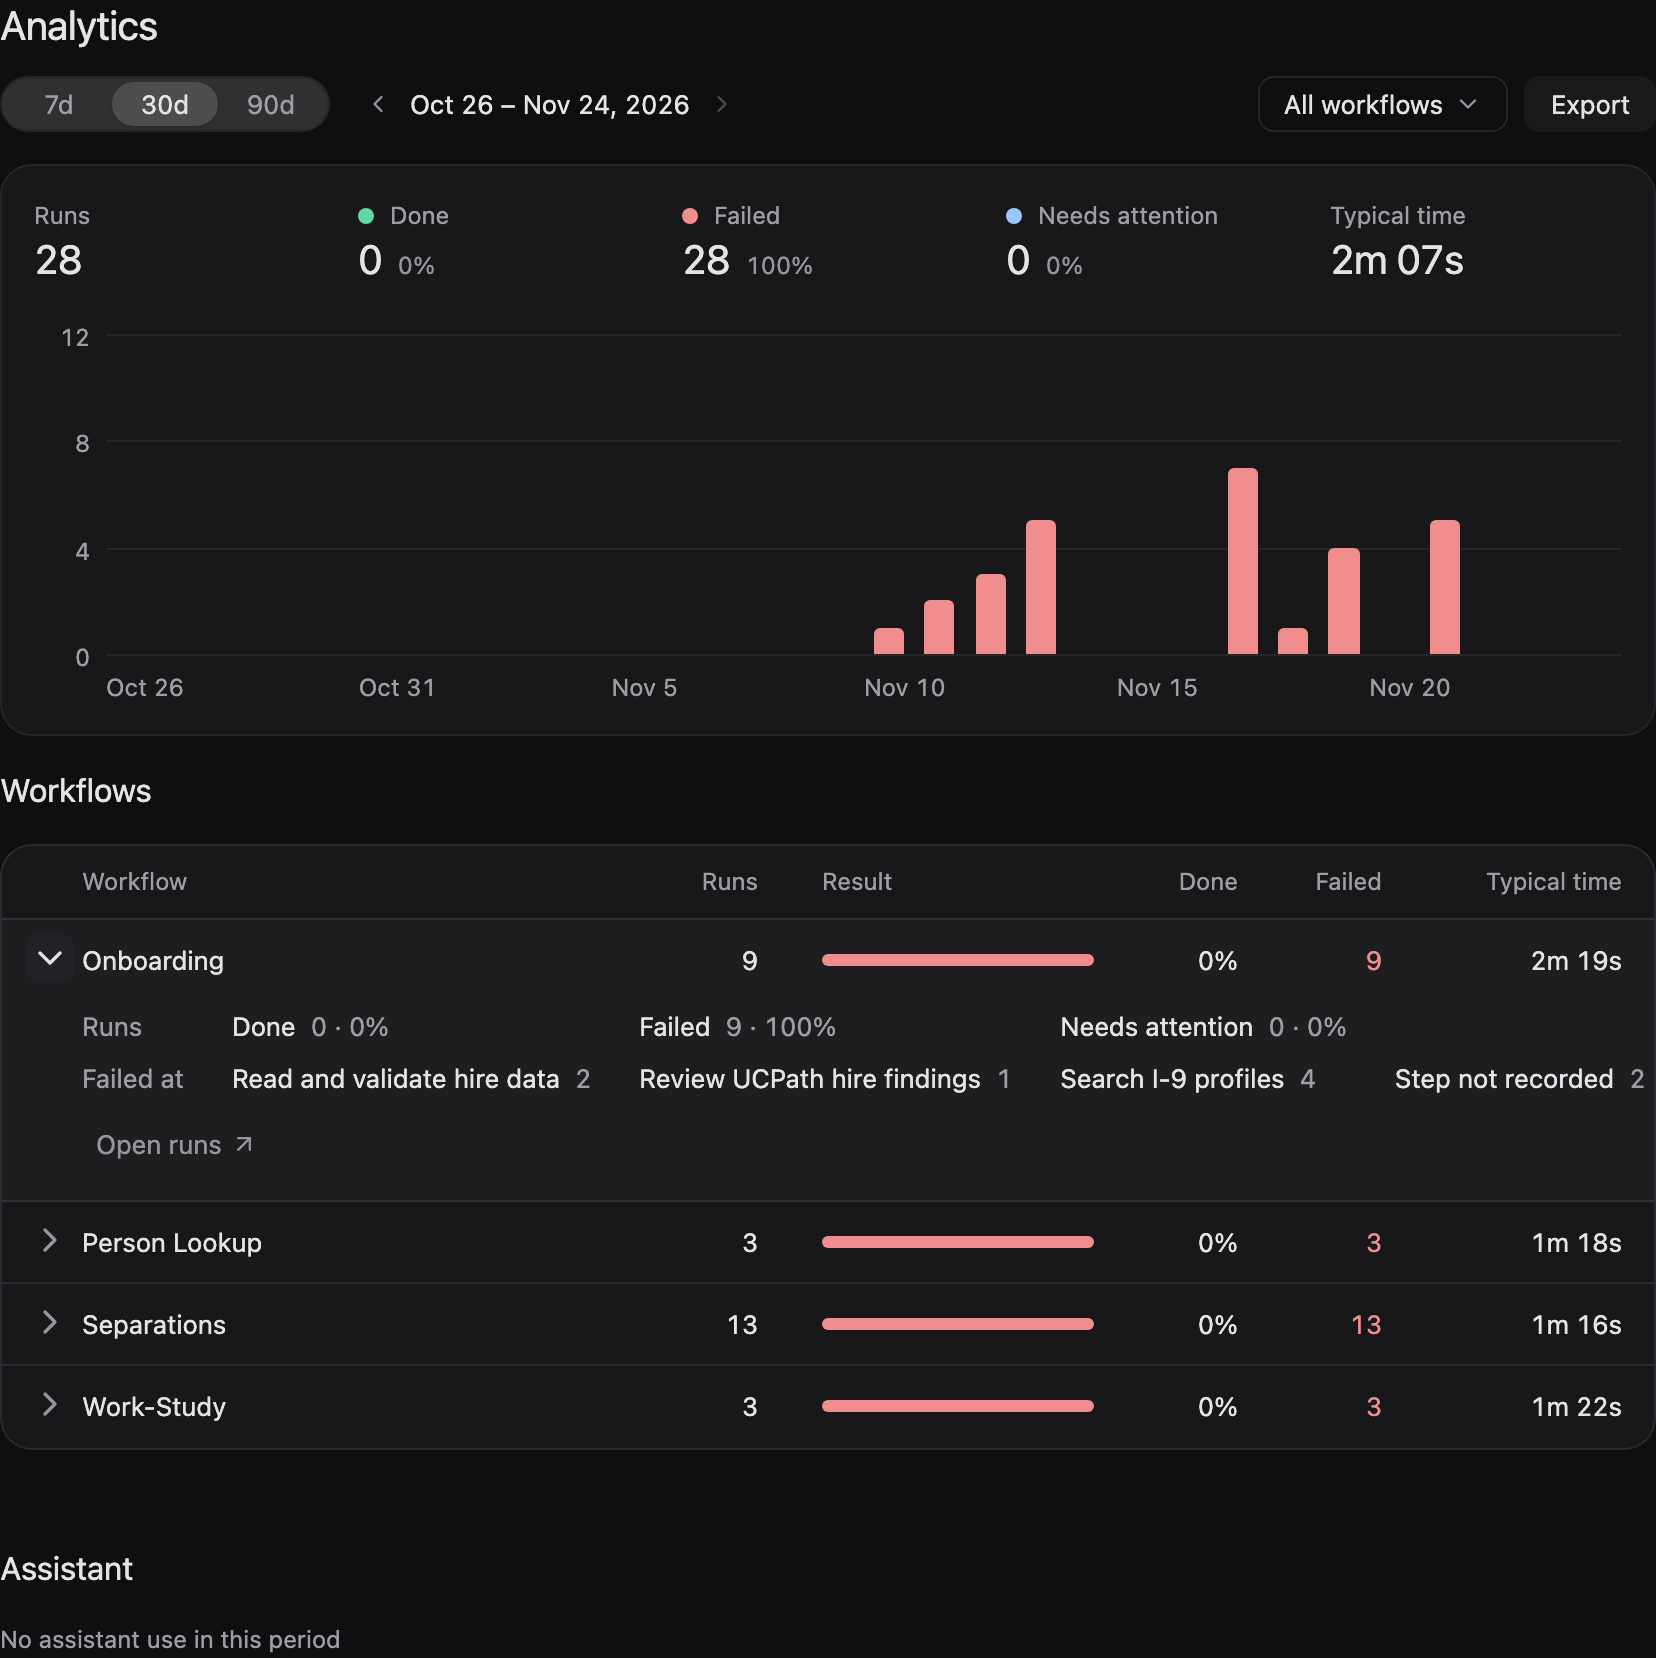 Analytics
7d 30d 90d Oct 26 – Nov 24, 2026 All workflows Export
Runs Done Failed Needs attention Typical time
28 0 0% 28 100% 0 0% 2m 07s
12
8
4
0
Oct 26 Oct 31 Nov 5 Nov 10 Nov 15 Nov 20
Workflows
Workflow Runs Result Done Failed Typical time
Onboarding 9 0% 9 2m 19s
Runs Done 0 · 0% Failed 9 · 100% Needs attention 0 · 0%
Failed at Read and validate hire data 2 Review UCPath hire findings 1 Search I-9 profiles 4 Step not recorded 2
Open runs
Person Lookup 3 0% 3 1m 18s
Separations 13 0% 13 1m 16s
Work-Study 3 0% 3 1m 22s
Assistant
No assistant use in this period